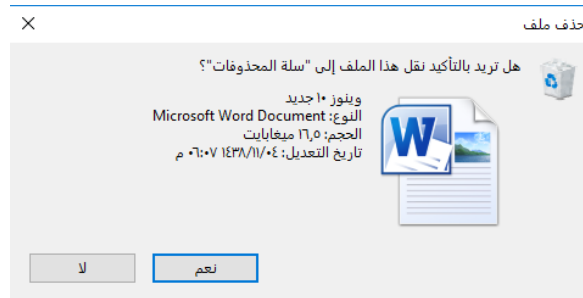 حذف ملف
هل تريد بالتأكيد نقل هذا الملف إلى "سلة المحذوفات"؟
وينوز ١٠ جديد
النوع: Microsoft Word Document
الحجم: ١٦٫٥ ميغابايت
تاريخ التعديل: ١٤٣٨/١١/٠٤ ٠٦:٠٧ م
نعم
لا